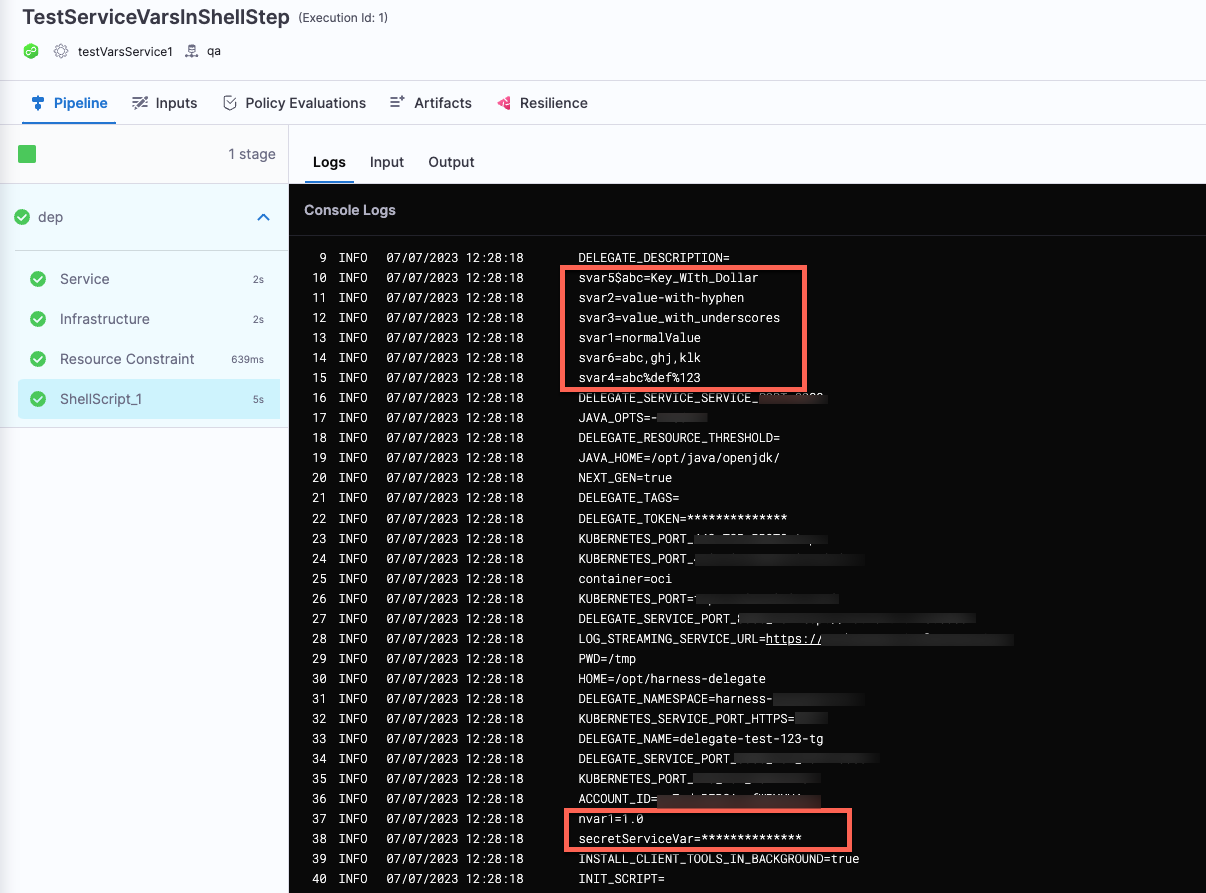 TestServiceVarsInShellStep (Execution Id: 1)
testVarsService1 qa
Pipeline Inputs Policy Evaluations Artifacts Resilience
1 stage
Logs Input Output
dep
Service 2s
Infrastructure 2s
Resource Constraint 639ms
ShellScript_1 5s
Console Logs
9 INFO 07/07/2023 12:28:18 DELEGATE_DESCRIPTION=
10 INFO 07/07/2023 12:28:18 svar5$abc=Key_WIth_Dollar
11 INFO 07/07/2023 12:28:18 svar2=value-with-hyphen
12 INFO 07/07/2023 12:28:18 svar3=value_with_underscores
13 INFO 07/07/2023 12:28:18 svar1=normalValue
14 INFO 07/07/2023 12:28:18 svar6=abc,ghj,klk
15 INFO 07/07/2023 12:28:18 svar4=abc%def%123
16 INFO 07/07/2023 12:28:18 DELEGATE_SERVICE_SERVICE_
17 INFO 07/07/2023 12:28:18 JAVA_OPTS=-
18 INFO 07/07/2023 12:28:18 DELEGATE_RESOURCE_THRESHOLD=
19 INFO 07/07/2023 12:28:18 JAVA_HOME=/opt/java/openjdk/
20 INFO 07/07/2023 12:28:18 NEXT_GEN=true
21 INFO 07/07/2023 12:28:18 DELEGATE_TAGS=
22 INFO 07/07/2023 12:28:18 DELEGATE_TOKEN=**************
23 INFO 07/07/2023 12:28:18 KUBERNETES_PORT_
24 INFO 07/07/2023 12:28:18 KUBERNETES_PORT_
25 INFO 07/07/2023 12:28:18 container=oci
26 INFO 07/07/2023 12:28:18 KUBERNETES_PORT=
27 INFO 07/07/2023 12:28:18 DELEGATE_SERVICE_PORT_
28 INFO 07/07/2023 12:28:18 LOG_STREAMING_SERVICE_URL=https://
29 INFO 07/07/2023 12:28:18 PWD=/tmp
30 INFO 07/07/2023 12:28:18 HOME=/opt/harness-delegate
31 INFO 07/07/2023 12:28:18 DELEGATE_NAMESPACE=harness-
32 INFO 07/07/2023 12:28:18 KUBERNETES_SERVICE_PORT_HTTPS=
33 INFO 07/07/2023 12:28:18 DELEGATE_NAME=delegate-test-123-tg
34 INFO 07/07/2023 12:28:18 DELEGATE_SERVICE_PORT_
35 INFO 07/07/2023 12:28:18 KUBERNETES_PORT_
36 INFO 07/07/2023 12:28:18 ACCOUNT_ID=
37 INFO 07/07/2023 12:28:18 nvar1=1.0
38 INFO 07/07/2023 12:28:18 secretServiceVar=**************
39 INFO 07/07/2023 12:28:18 INSTALL_CLIENT_TOOLS_IN_BACKGROUND=true
40 INFO 07/07/2023 12:28:18 INIT_SCRIPT=